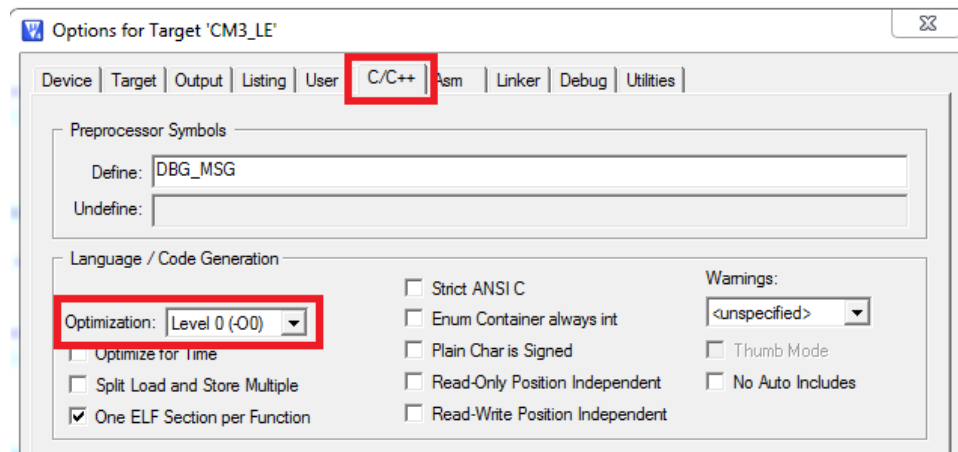 Options for Target 'CM3_LE'
Device Target Output Listing User C/C++ Asm Linker Debug Utilities
Preprocessor Symbols
Define: DBG_MSG
Undefine:
Language / Code Generation
Optimization: Level 0 (-O0)
Optimize for Time
Split Load and Store Multiple
One ELF Section per Function
Strict ANSI C
Enum Container always int
Plain Char is Signed
Read-Only Position Independent
Read-Write Position Independent
Warnings:
<unspecified>
Thumb Mode
No Auto Includes